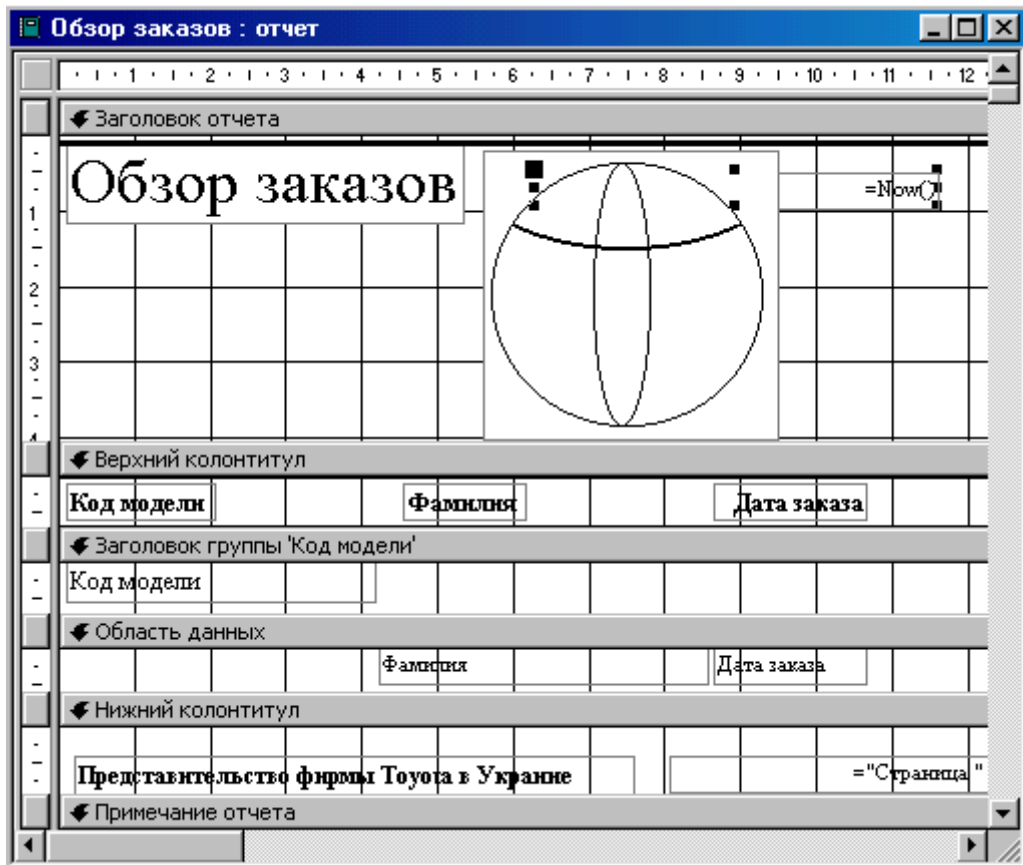 Обзор заказов : отчет
1 2 3 4 5 6 7 8 9 10 11 12
Заголовок отчета
Обзор заказов
=Now()
1
2
3
4
Верхний колонтитул
Код модели Фамилия Дата заказа
Заголовок группы 'Код модели'
Код модели
Область данных
Фамилия Дата заказа
Нижний колонтитул
Представительство фирмы Toyota в Украине ="Страница "
Примечание отчета